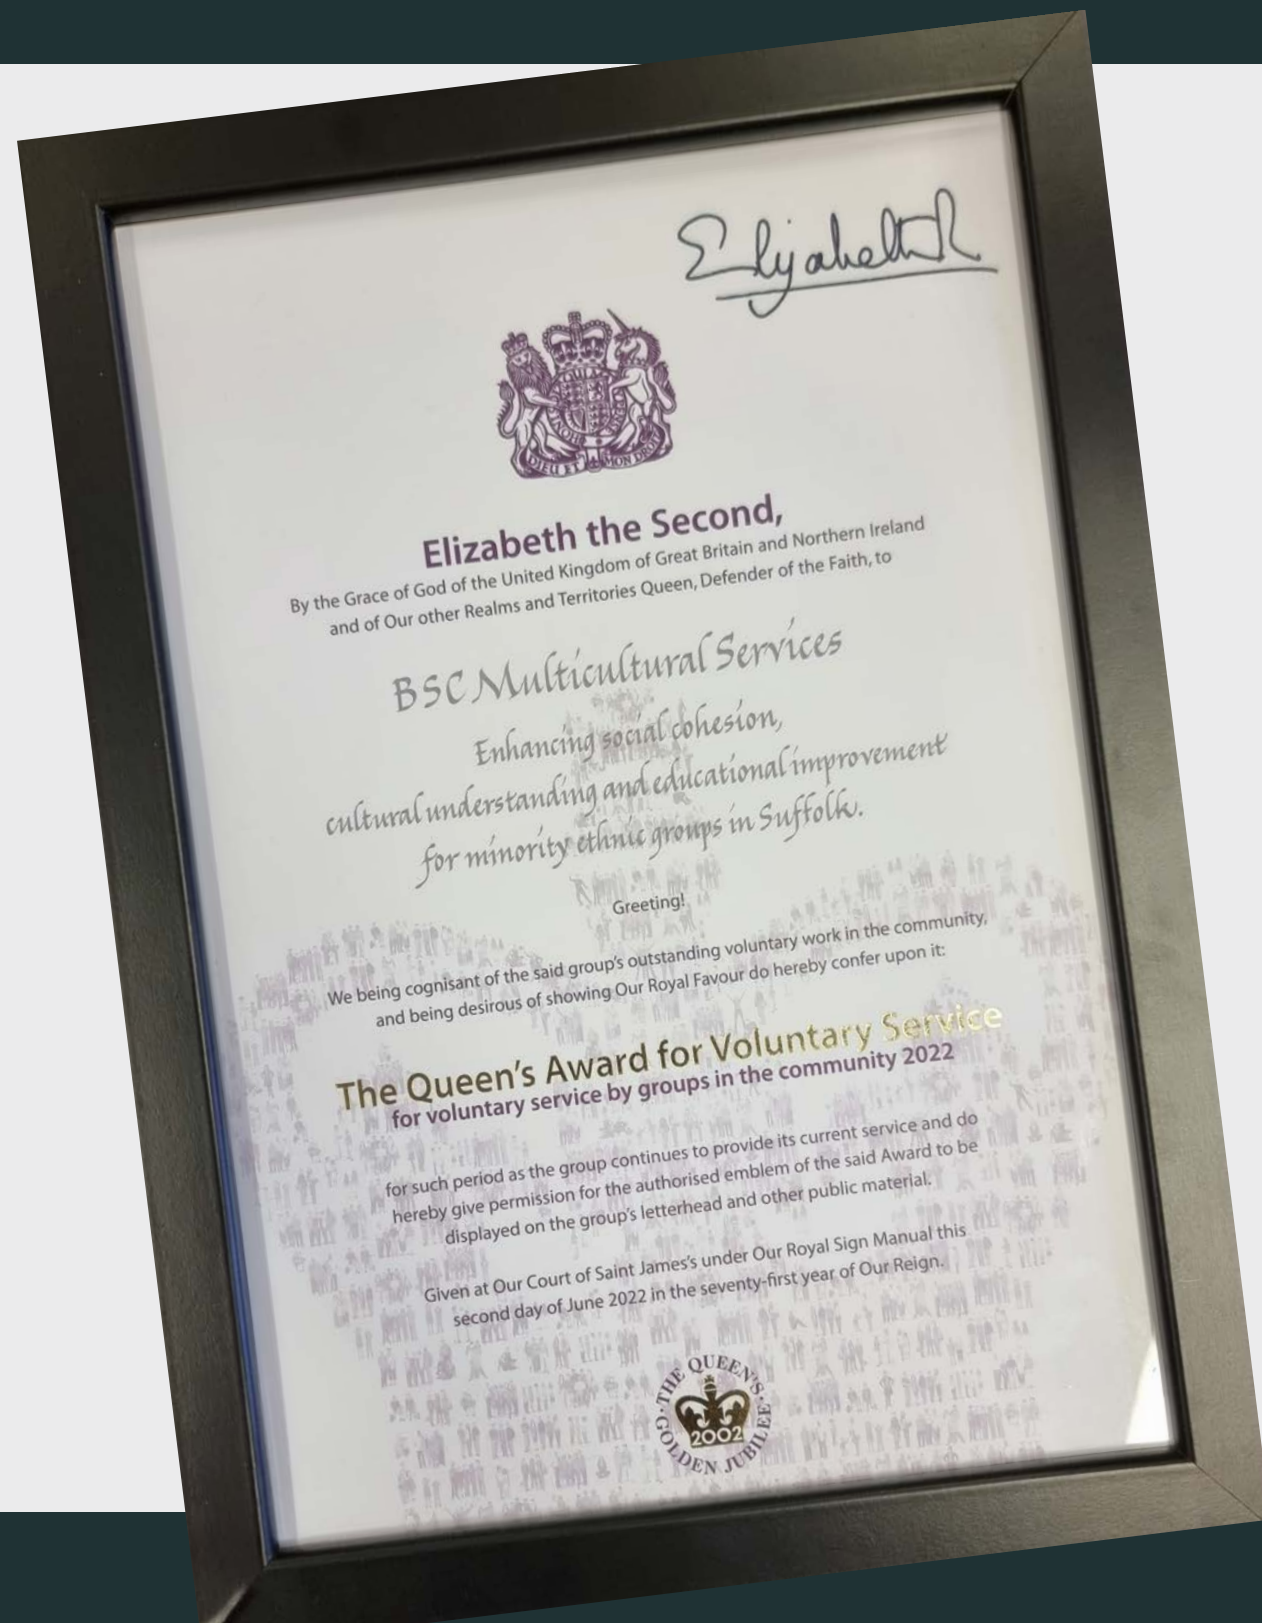 Elizabeth R
DIEU ET MON DROIT
Elizabeth the Second,
By the Grace of God of the United Kingdom of Great Britain and Northern Ireland
and of Our other Realms and Territories Queen, Defender of the Faith, to
BSC Multicultural Services
Enhancing social cohesion,
cultural understanding and educational improvement
for minority ethnic groups in Suffolk.
Greeting!
We being cognisant of the said group's outstanding voluntary work in the community,
and being desirous of showing Our Royal Favour do hereby confer upon it:
The Queen's Award for Voluntary Service
for voluntary service by groups in the community 2022
for such period as the group continues to provide its current service and do
hereby give permission for the authorised emblem of the said Award to be
displayed on the group's letterhead and other public material.
Given at Our Court of Saint James's under Our Royal Sign Manual this
second day of June 2022 in the seventy-first year of Our Reign.
·THE QUEEN'S·
2002
GOLDEN JUBILEE